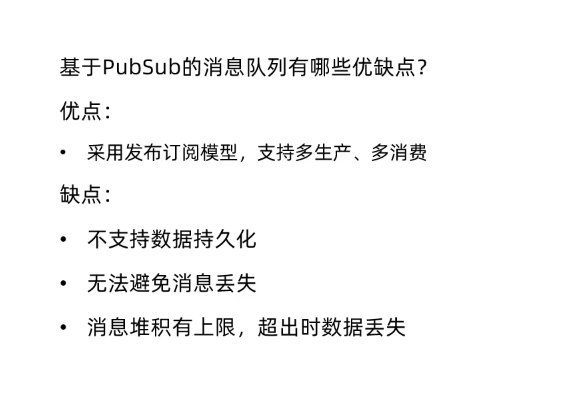 基于PubSub的消息队列有哪些优缺点？
优点：
• 采用发布订阅模型，支持多生产、多消费
缺点：
• 不支持数据持久化
• 无法避免消息丢失
• 消息堆积有上限，超出时数据丢失